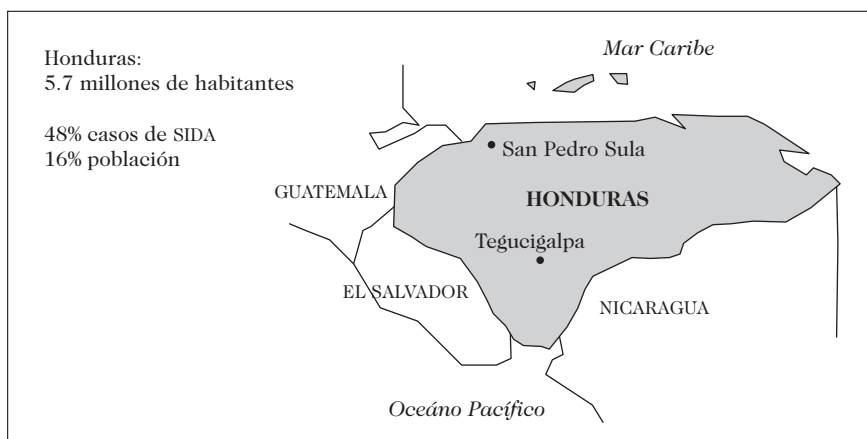 Honduras:
5.7 millones de habitantes
48% casos de SIDA
16% población
Mar Caribe
San Pedro Sula
GUATEMALA
HONDURAS
Tegucigalpa
EL SALVADOR
NICARAGUA
Oceáno Pacífico